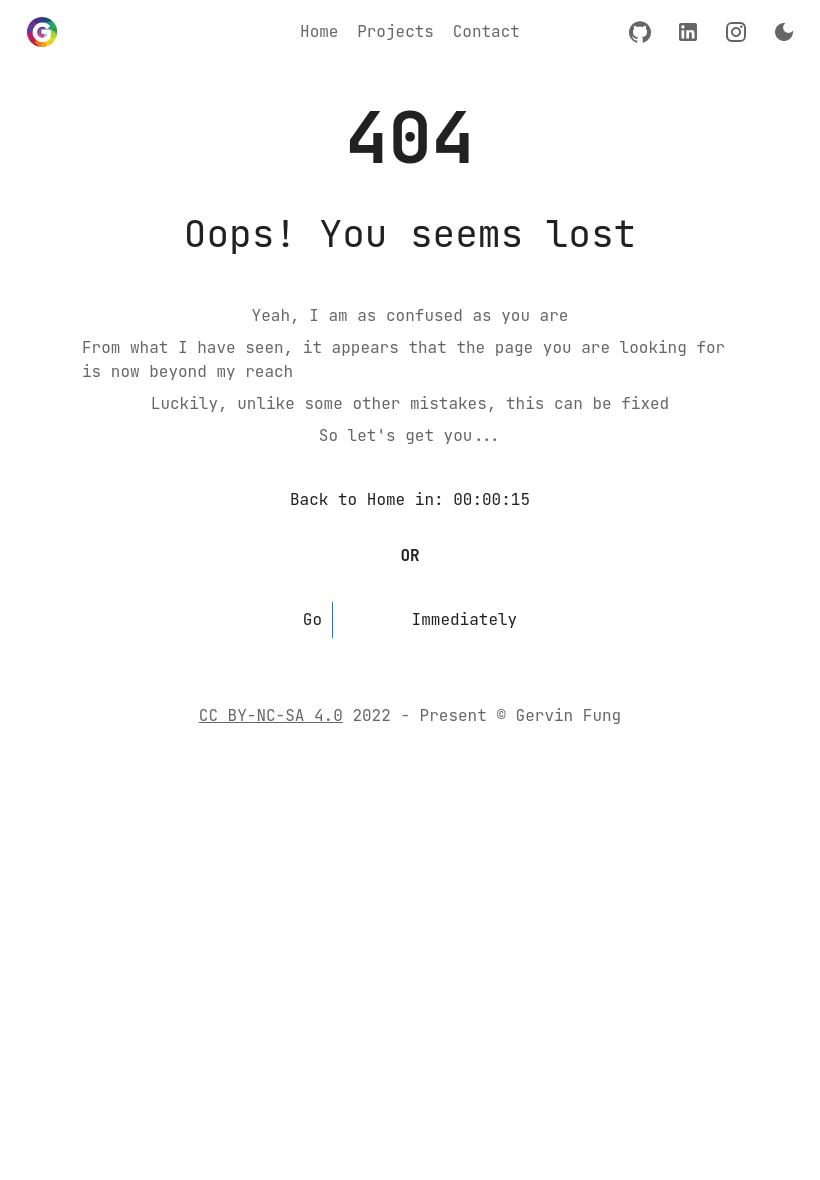 G
Home Projects Contact
404
Oops! You seems lost
Yeah, I am as confused as you are
From what I have seen, it appears that the page you are looking for
is now beyond my reach
Luckily, unlike some other mistakes, this can be fixed
So let's get you...
Back to Home in: 00:00:15
OR
Go Immediately
CC BY-NC-SA 4.0 2022 - Present © Gervin Fung